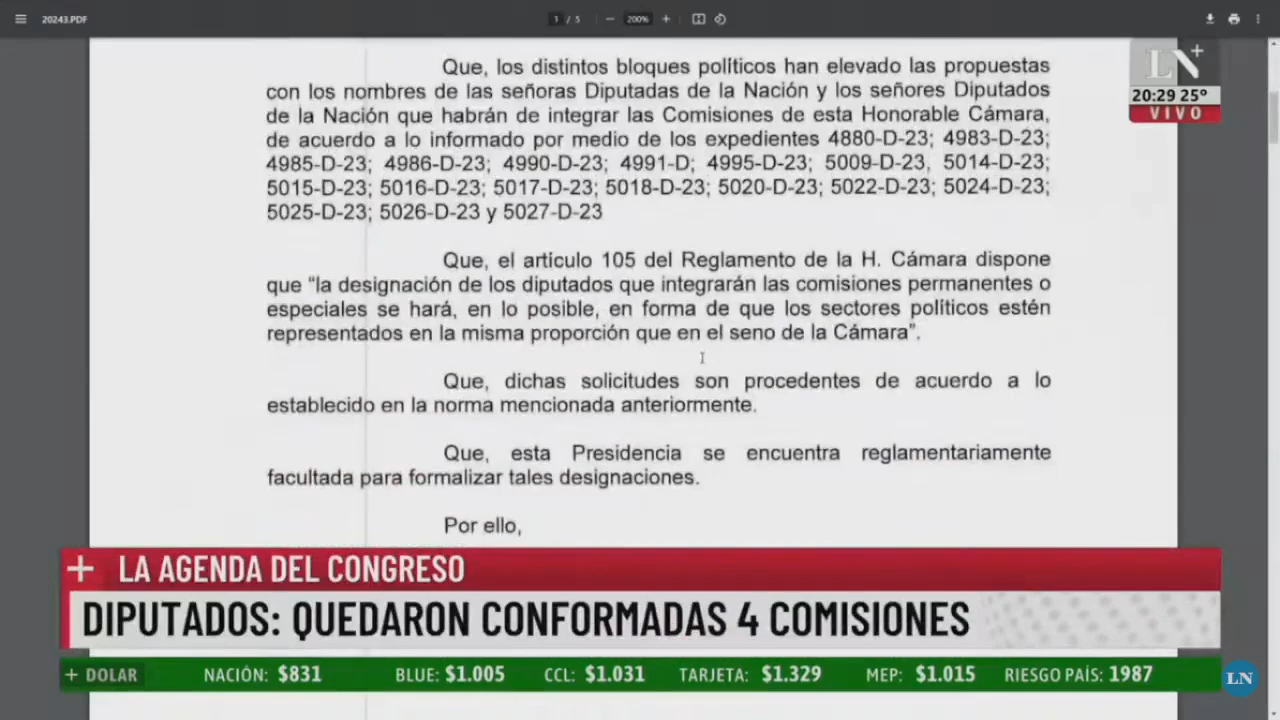 20243.PDF
1 / 5
200%
LN+
20:29 25°
VIVO
Que, los distintos bloques políticos han elevado las propuestas
con los nombres de las señoras Diputadas de la Nación y los señores Diputados
de la Nación que habrán de integrar las Comisiones de esta Honorable Cámara,
de acuerdo a lo informado por medio de los expedientes 4880-D-23; 4983-D-23;
4985-D-23; 4986-D-23; 4990-D-23; 4991-D; 4995-D-23; 5009-D-23, 5014-D-23;
5015-D-23; 5016-D-23; 5017-D-23; 5018-D-23; 5020-D-23; 5022-D-23; 5024-D-23;
5025-D-23; 5026-D-23 y 5027-D-23
Que, el artículo 105 del Reglamento de la H. Cámara dispone
que “la designación de los diputados que integrarán las comisiones permanentes o
especiales se hará, en lo posible, en forma de que los sectores políticos estén
representados en la misma proporción que en el seno de la Cámara”.
Que, dichas solicitudes son procedentes de acuerdo a lo
establecido en la norma mencionada anteriormente.
Que, esta Presidencia se encuentra reglamentariamente
facultada para formalizar tales designaciones.
Por ello,
+ LA AGENDA DEL CONGRESO
DIPUTADOS: QUEDARON CONFORMADAS 4 COMISIONES
+ DOLAR NACIÓN: $831 BLUE: $1.005 CCL: $1.031 TARJETA: $1.329 MEP: $1.015 RIESGO PAÍS: 1987
LN